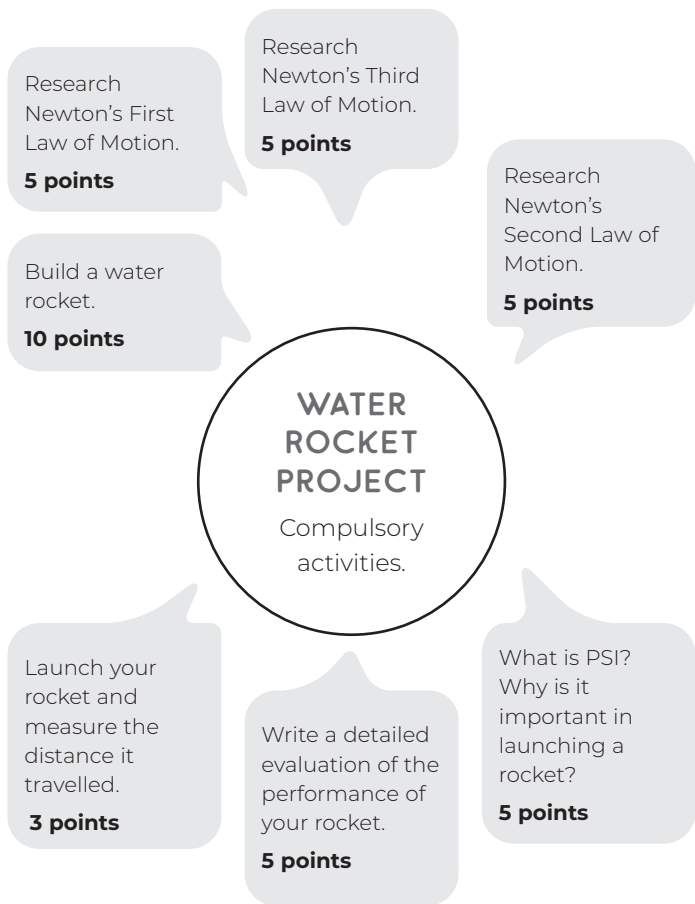 Research
Newton's First
Law of Motion.
5 points
Research
Newton's Third
Law of Motion.
5 points
Research
Newton's
Second Law of
Motion.
5 points
Build a water
rocket.
10 points
WATER
ROCKET
PROJECT
Compulsory
activities.
Launch your
rocket and
measure the
distance it
travelled.
3 points
Write a detailed
evaluation of the
performance of
your rocket.
5 points
What is PSI?
Why is it
important in
launching a
rocket?
5 points